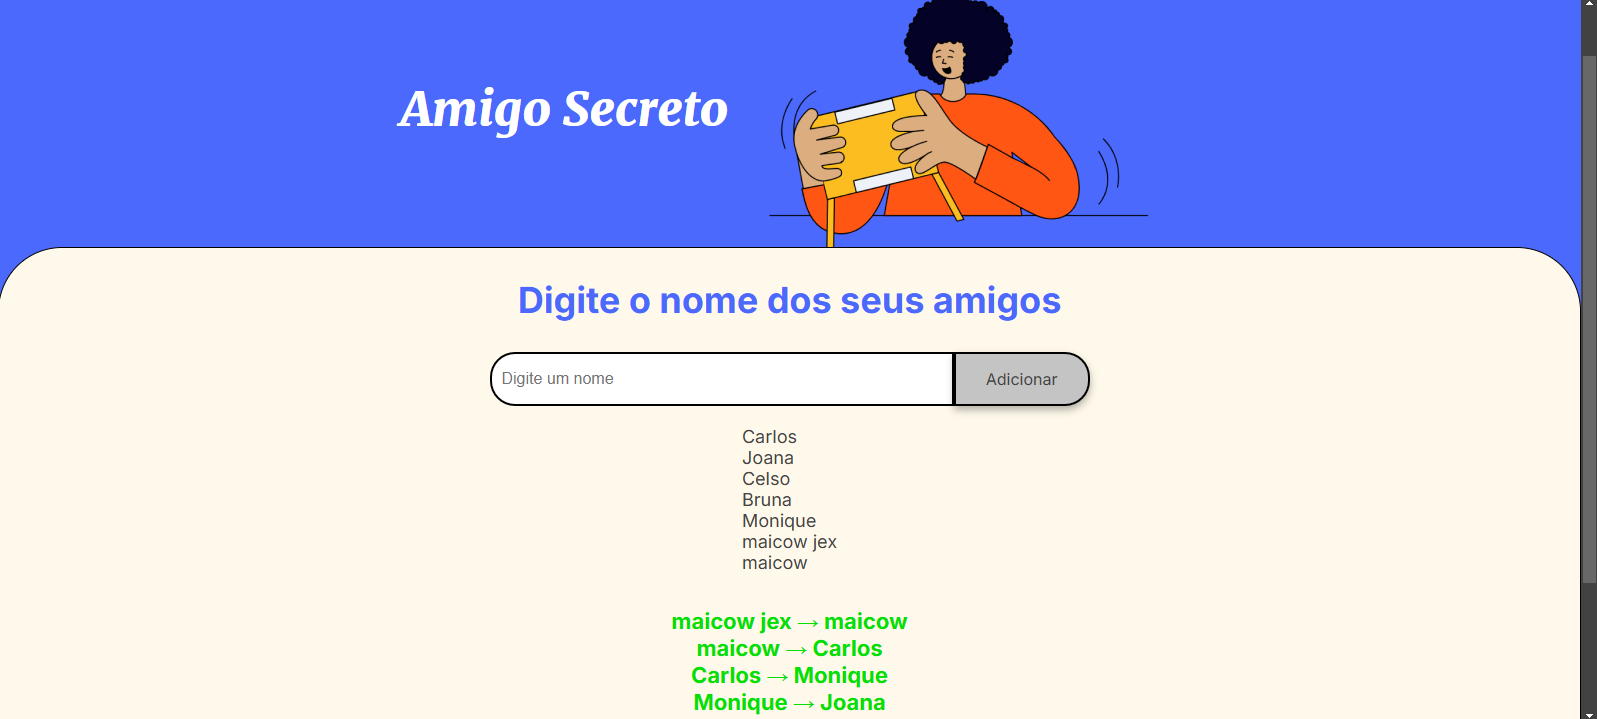 Amigo Secreto
Digite o nome dos seus amigos
Digite um nome
Adicionar
Carlos
Joana
Celso
Bruna
Monique
maicow jex
maicow
maicow jex → maicow
maicow → Carlos
Carlos → Monique
Monique → Joana